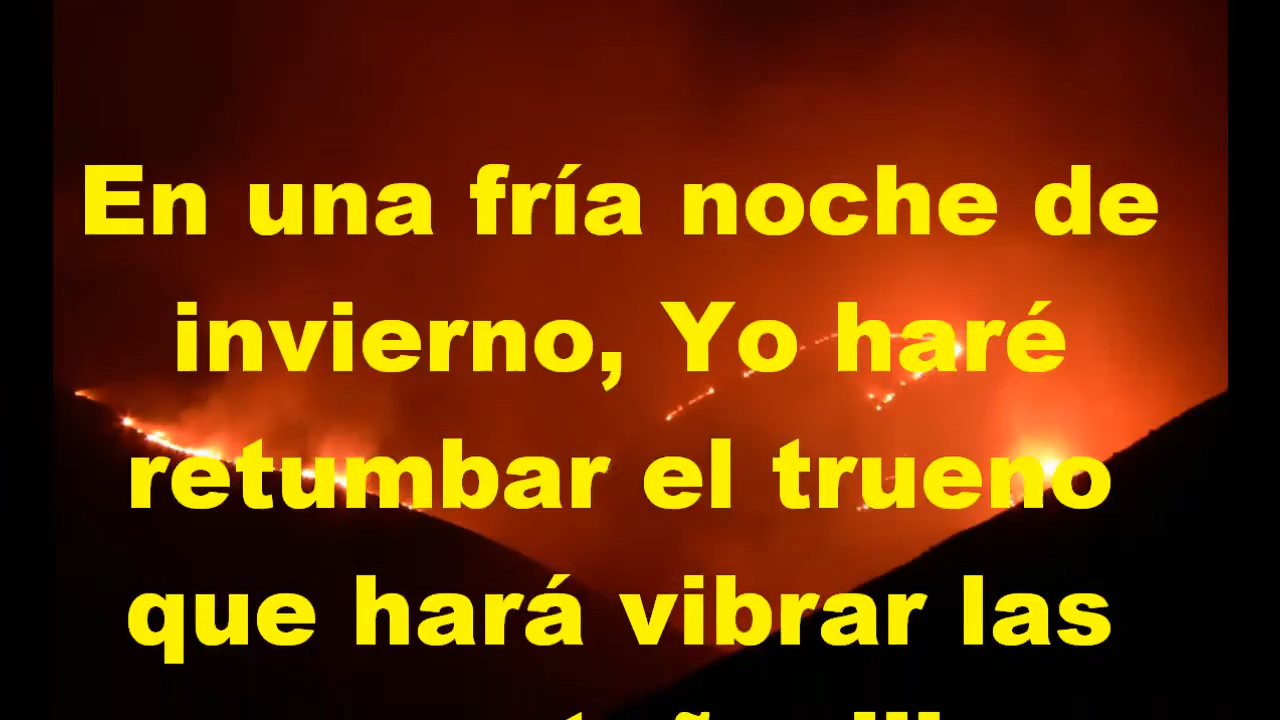 En una fría noche de
invierno, Yo haré
retumbar el trueno
que hará vibrar las